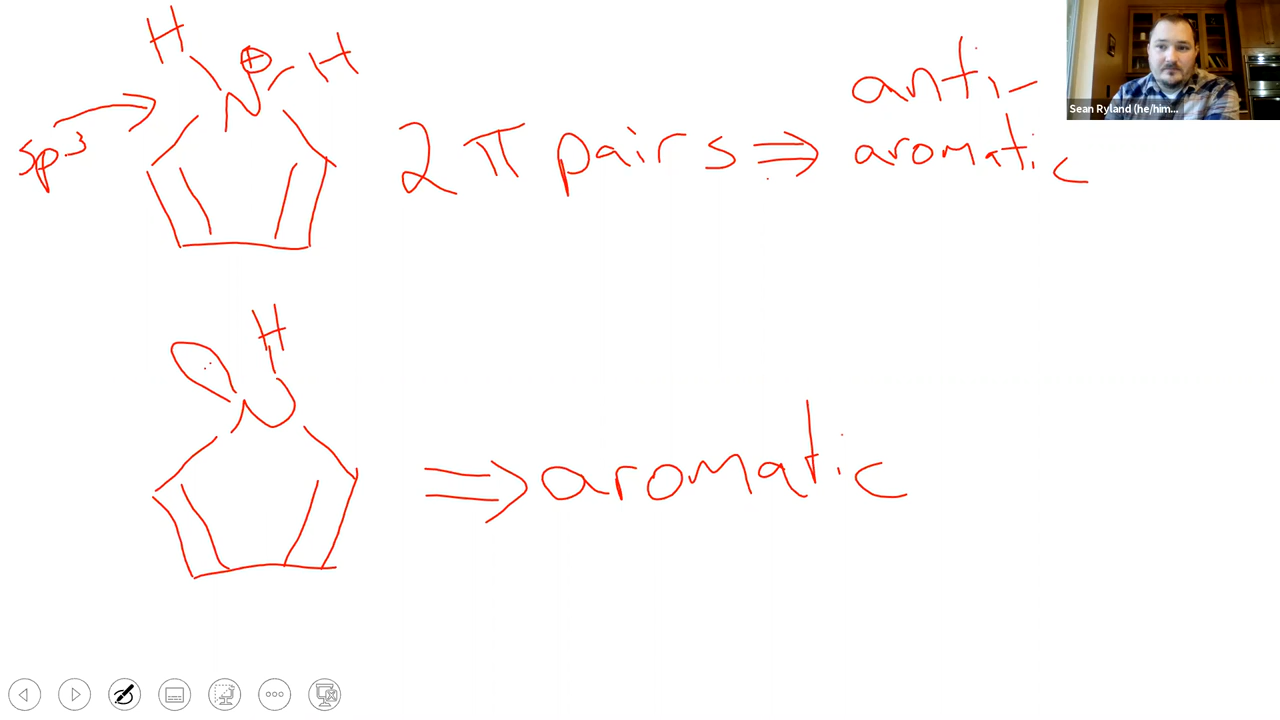 H
N⊕ H
sp3
2 π pairs ⇒ anti-
aromatic
Sean Ryland (he/him...
H
N
⇒ aromatic